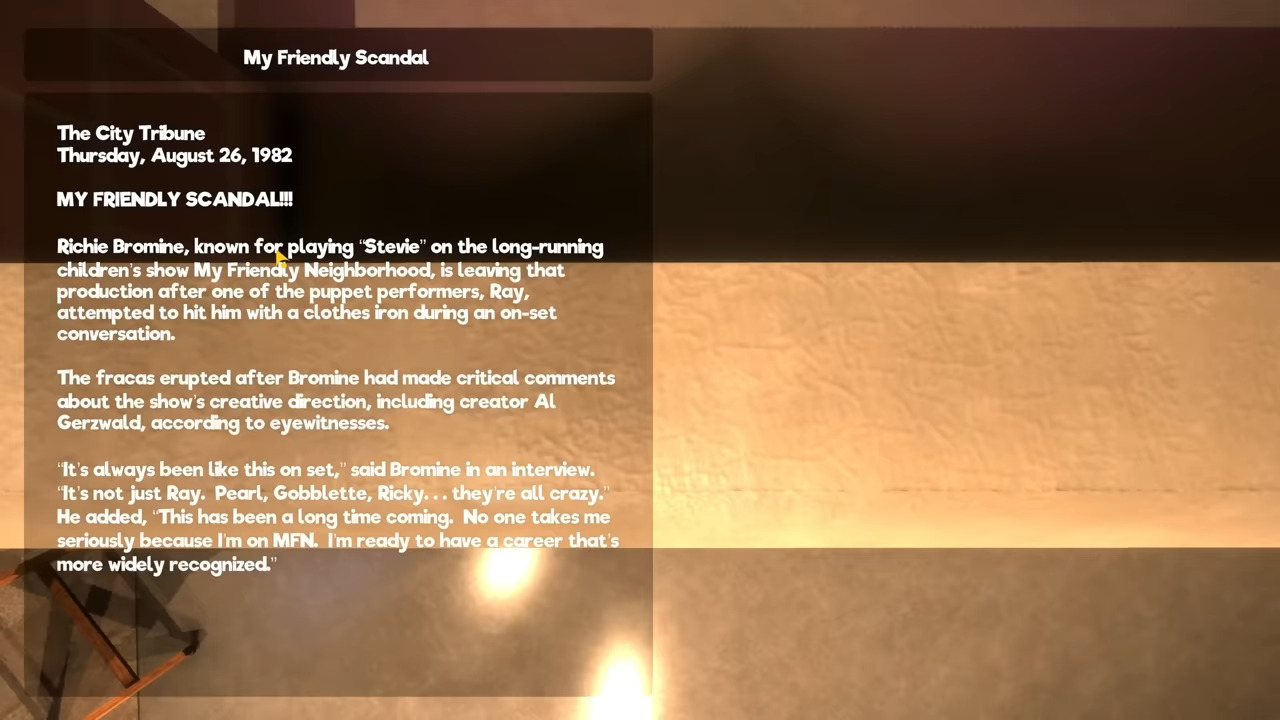 My Friendly Scandal
The City Tribune
Thursday, August 26, 1982
MY FRIENDLY SCANDAL!!!
Richie Bromine, known for playing “Stevie” on the long-running
children's show My Friendly Neighborhood, is leaving that
production after one of the puppet performers, Ray,
attempted to hit him with a clothes iron during an on-set
conversation.
The fracas erupted after Bromine had made critical comments
about the show's creative direction, including creator Al
Gerzwald, according to eyewitnesses.
“It's always been like this on set,” said Bromine in an interview.
“It's not just Ray.  Pearl, Gobblette, Ricky... they're all crazy.”
He added, “This has been a long time coming.  No one takes me
seriously because I'm on MFN.  I'm ready to have a career that's
more widely recognized.”